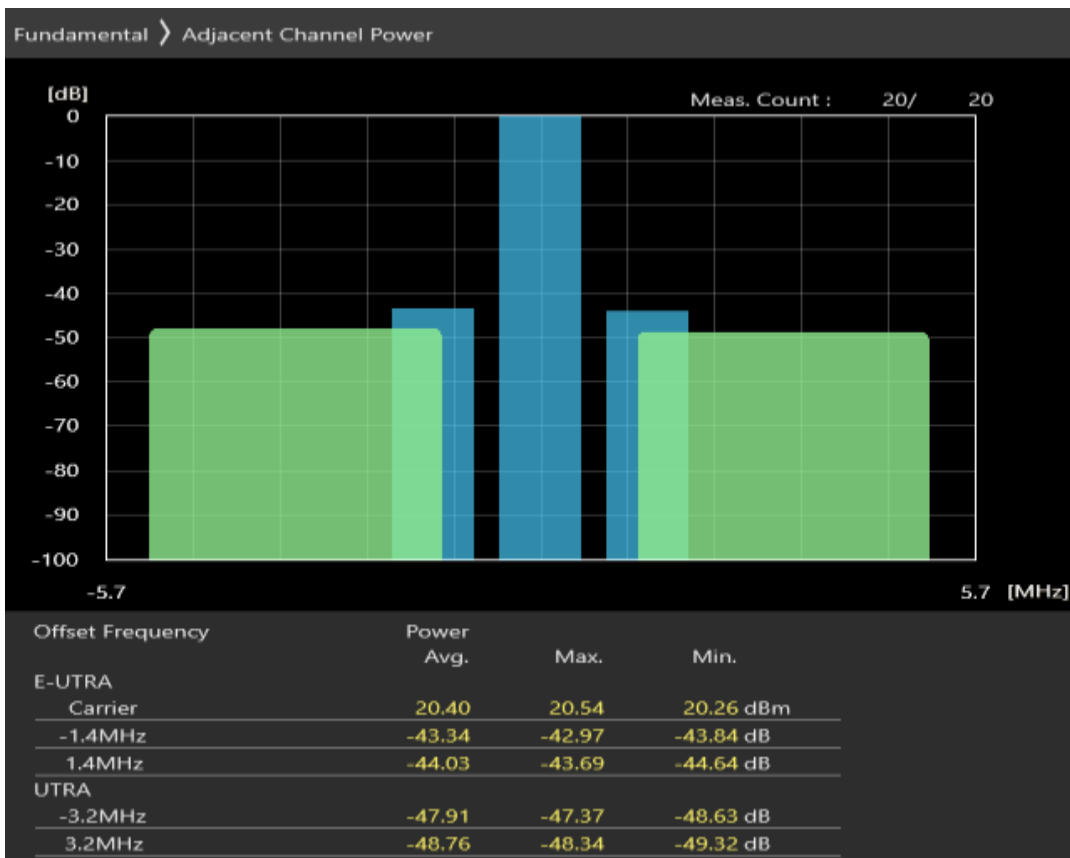 Fundamental 〉 Adjacent Channel Power
[dB]
Meas. Count : 20/ 20
0
-10
-20
-30
-40
-50
-60
-70
-80
-90
-100
-5.7 5.7 [MHz]
Offset Frequency Power
Avg. Max. Min.
E-UTRA
Carrier 20.40 20.54 20.26 dBm
-1.4MHz -43.34 -42.97 -43.84 dB
1.4MHz -44.03 -43.69 -44.64 dB
UTRA
-3.2MHz -47.91 -47.37 -48.63 dB
3.2MHz -48.76 -48.34 -49.32 dB